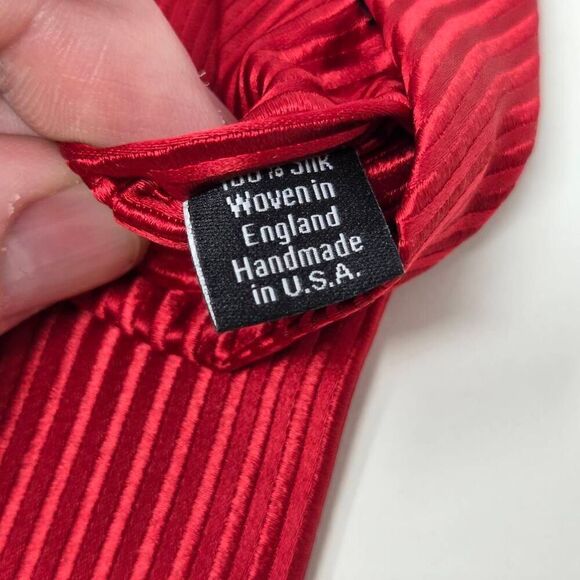 100% Silk
Woven in
England
Handmade
in U.S.A.